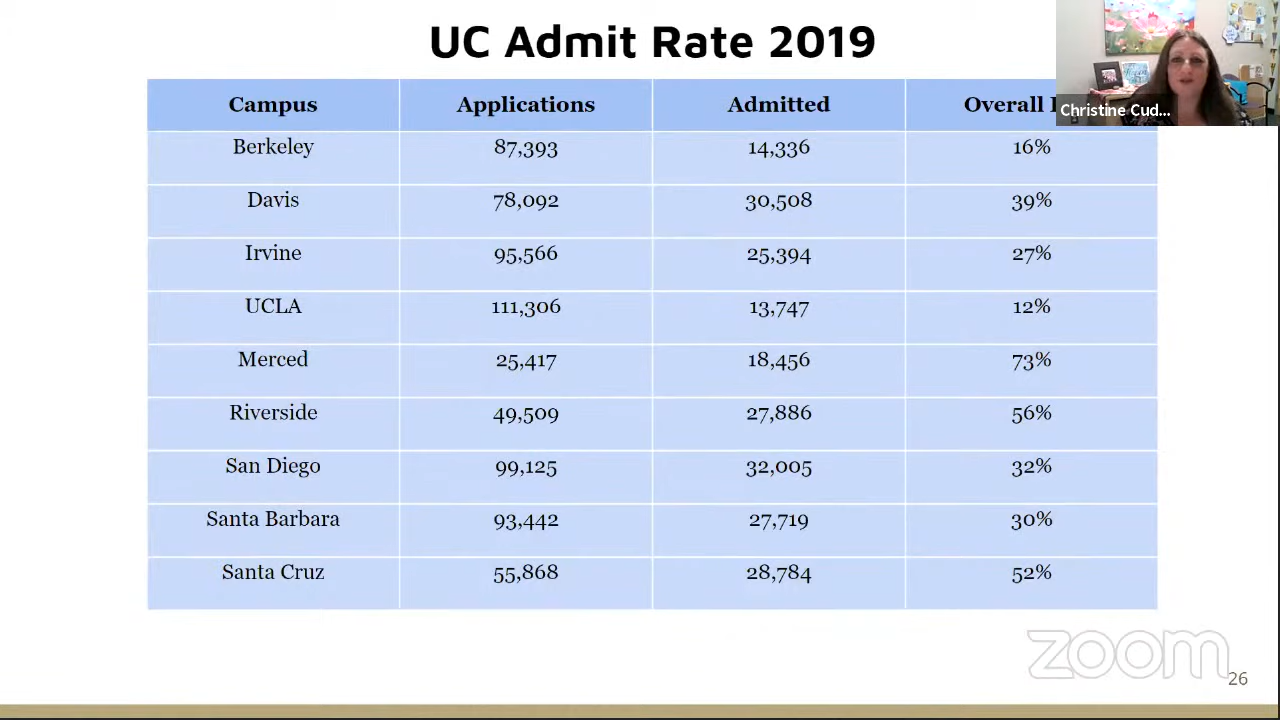 UC Admit Rate 2019
Campus Applications Admitted Overall
Christine Cud...
Berkeley 87,393 14,336 16%
Davis 78,092 30,508 39%
Irvine 95,566 25,394 27%
UCLA 111,306 13,747 12%
Merced 25,417 18,456 73%
Riverside 49,509 27,886 56%
San Diego 99,125 32,005 32%
Santa Barbara 93,442 27,719 30%
Santa Cruz 55,868 28,784 52%
zoom
26